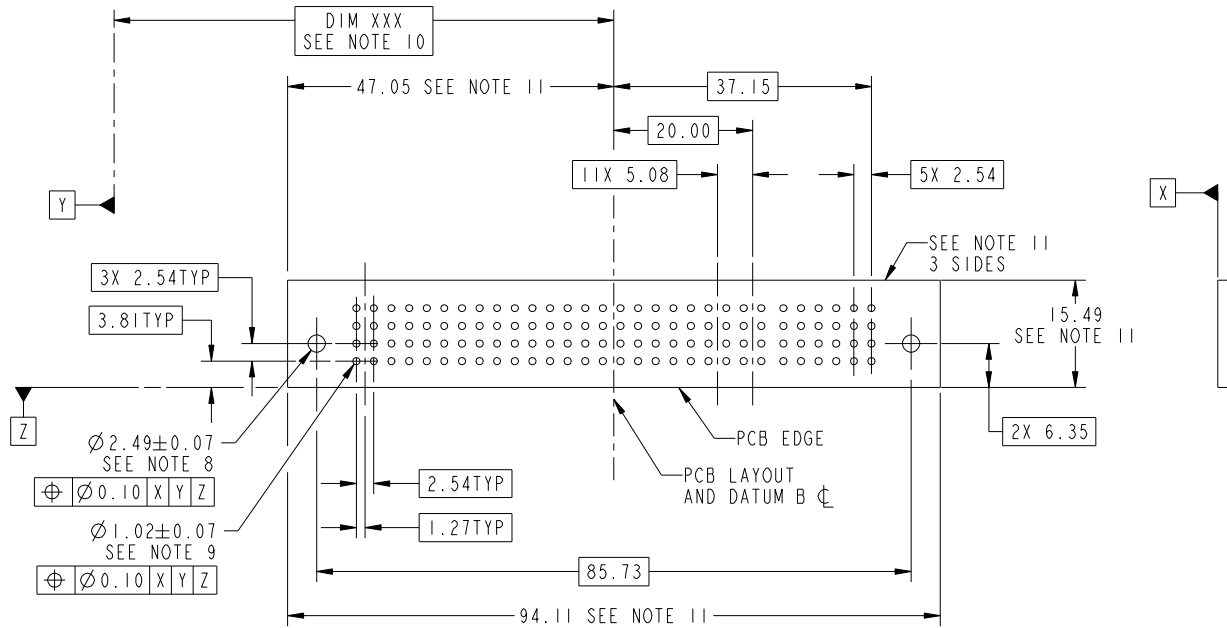 DIM XXX
SEE NOTE 10
47.05 SEE NOTE 11
37.15
20.00
11X 5.08
5X 2.54
Y
X
SEE NOTE 11
3 SIDES
3X 2.54TYP
3.81TYP
15.49
SEE NOTE 11
Z
Ø2.49±0.07
SEE NOTE 8
⌖ Ø0.10 X Y Z
PCB EDGE
2X 6.35
PCB LAYOUT
AND DATUM B ℄
2.54TYP
Ø1.02±0.07
SEE NOTE 9
⌖ Ø0.10 X Y Z
1.27TYP
85.73
94.11 SEE NOTE 11